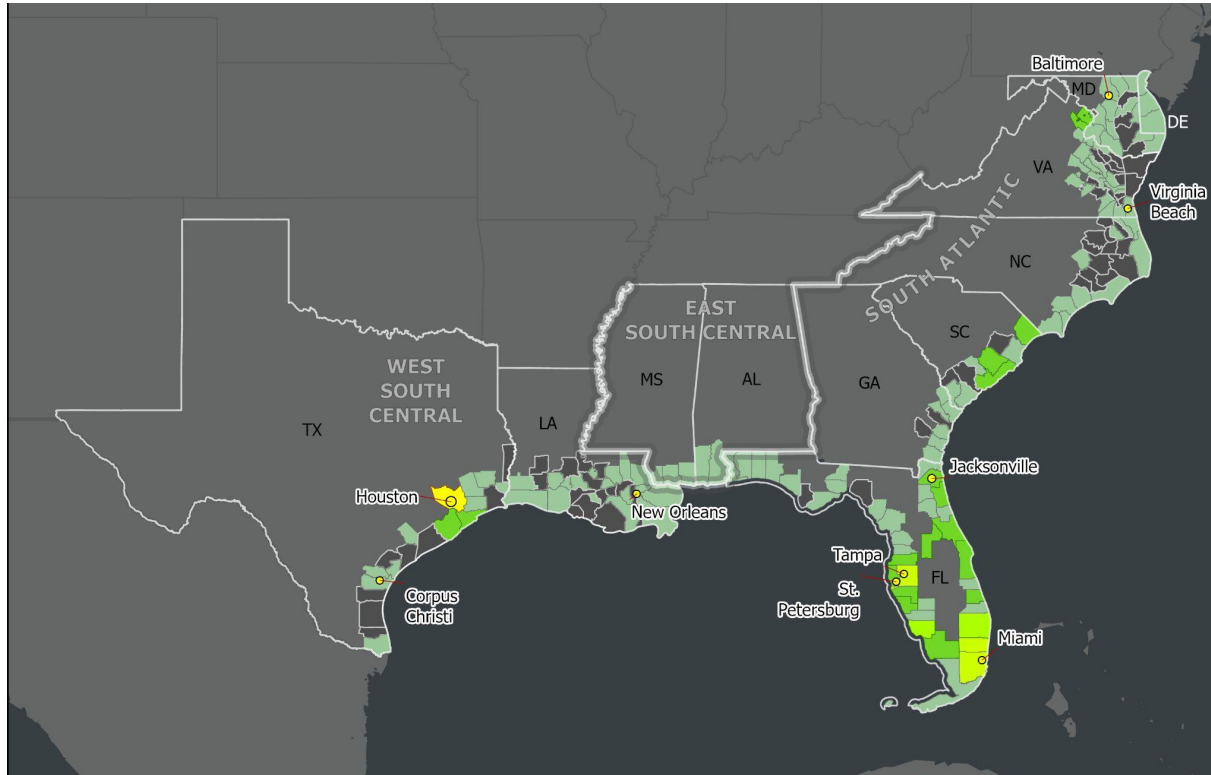 Baltimore
MD
DE
VA
Virginia
Beach
SOUTH ATLANTIC
NC
EAST
SOUTH CENTRAL
SC
WEST
SOUTH
CENTRAL
MS
AL
GA
TX
LA
Jacksonville
Houston
New Orleans
Tampa
FL
St.
Petersburg
Corpus
Christi
Miami